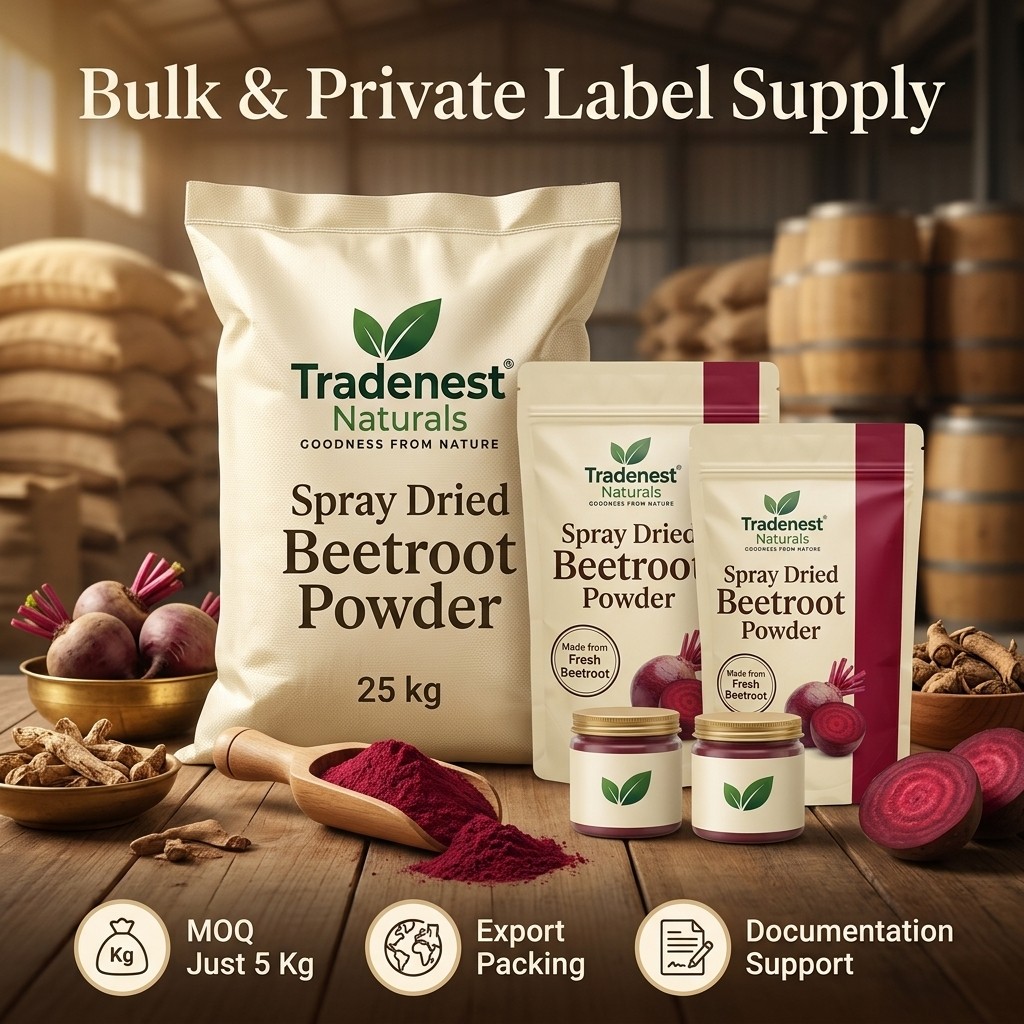 Bulk & Private Label Supply
Tradenest®
Naturals
GOODNESS FROM NATURE
Spray Dried
Beetroot
Powder
25 kg
Tradenest®
Naturals
GOODNESS FROM NATURE
Spray Dried
Beetroot
Powder
Made from
Fresh
Beetroot
Tradenest®
Naturals
GOODNESS FROM NATURE
Spray Dried
Beetroot
Powder
Made from
Fresh
Beetroot
Kg
MOQ
Just 5 Kg
Export
Packing
Documentation
Support